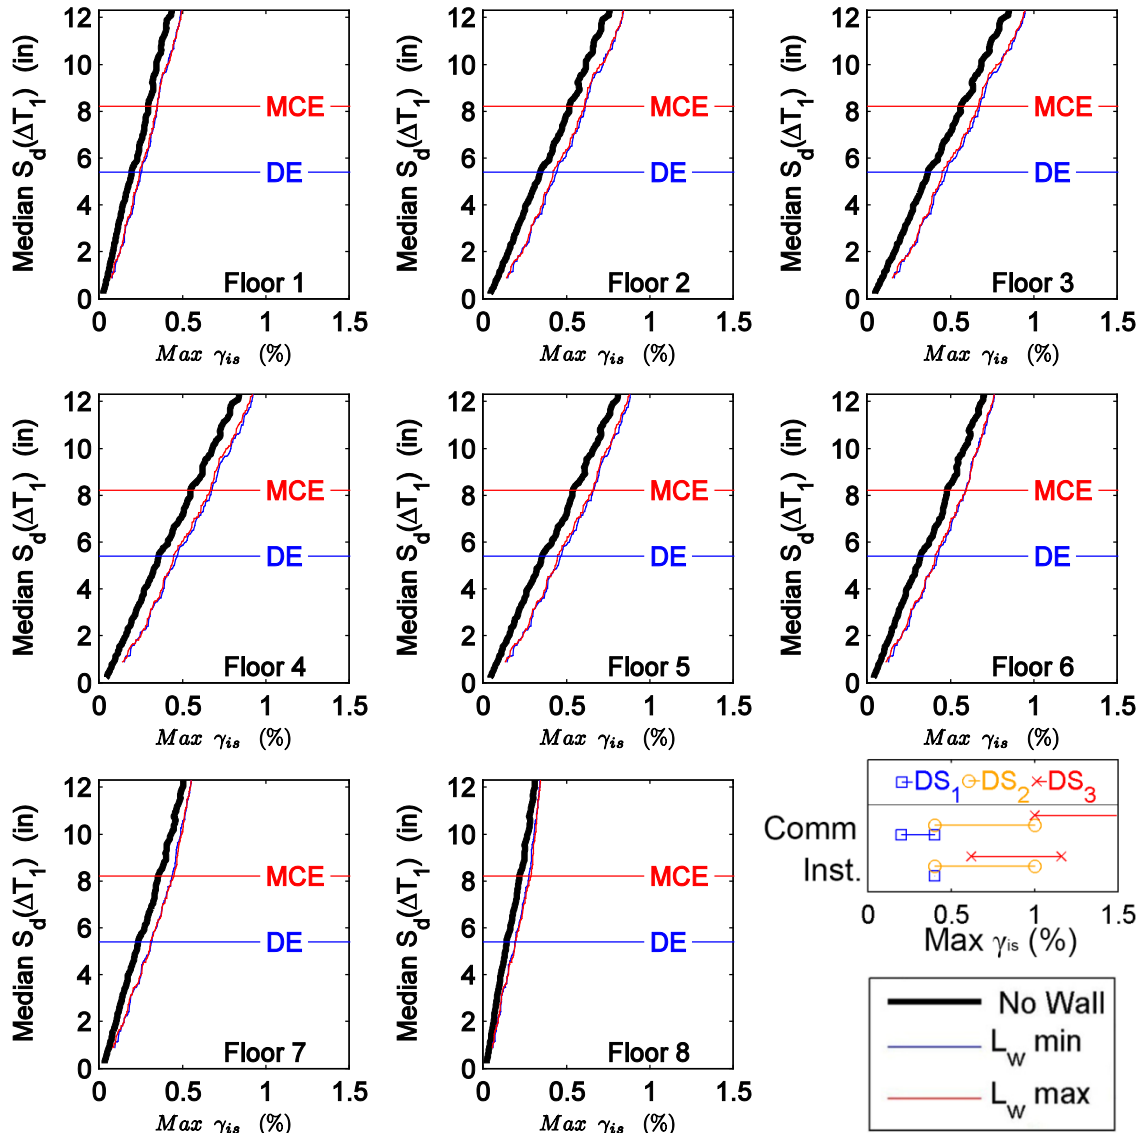 Median S_d(ΔT_1) (in)
12
10
8
6
4
2
0
MCE
DE
Floor 1
0 0.5 1 1.5
Max γ_is (%)
Median S_d(ΔT_1) (in)
12
10
8
6
4
2
0
MCE
DE
Floor 2
0 0.5 1 1.5
Max γ_is (%)
Median S_d(ΔT_1) (in)
12
10
8
6
4
2
0
MCE
DE
Floor 3
0 0.5 1 1.5
Max γ_is (%)
Median S_d(ΔT_1) (in)
12
10
8
6
4
2
0
MCE
DE
Floor 4
0 0.5 1 1.5
Max γ_is (%)
Median S_d(ΔT_1) (in)
12
10
8
6
4
2
0
MCE
DE
Floor 5
0 0.5 1 1.5
Max γ_is (%)
Median S_d(ΔT_1) (in)
12
10
8
6
4
2
0
MCE
DE
Floor 6
0 0.5 1 1.5
Max γ_is (%)
Median S_d(ΔT_1) (in)
12
10
8
6
4
2
0
MCE
DE
Floor 7
0 0.5 1 1.5
Max γ_is (%)
Median S_d(ΔT_1) (in)
12
10
8
6
4
2
0
MCE
DE
Floor 8
0 0.5 1 1.5
Max γ_is (%)
DS_1 DS_2 DS_3
Comm
Inst.
0 0.5 1 1.5
Max γ_is (%)
No Wall
L_w min
L_w max